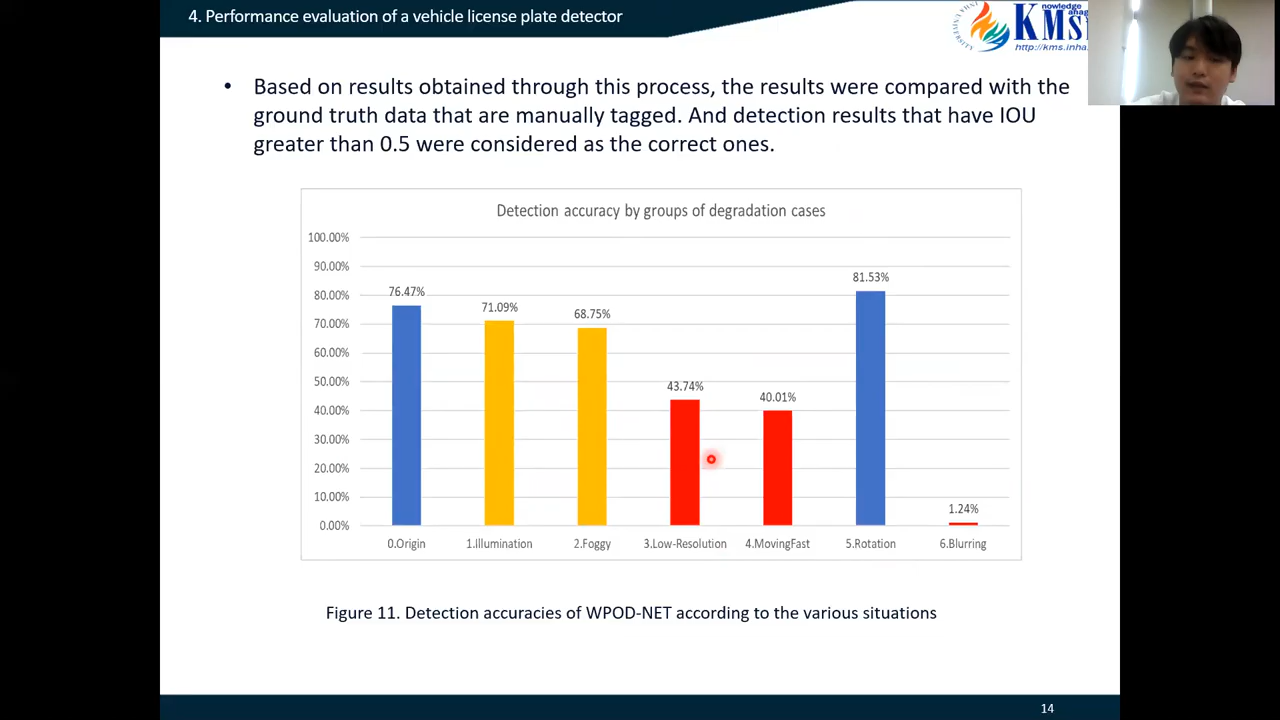 4. Performance evaluation of a vehicle license plate detector
KMS
nowledge
http://kms.inha.
• Based on results obtained through this process, the results were compared with the
ground truth data that are manually tagged. And detection results that have IOU
greater than 0.5 were considered as the correct ones.
Detection accuracy by groups of degradation cases
100.00%
90.00%
80.00%
70.00%
60.00%
50.00%
40.00%
30.00%
20.00%
10.00%
0.00%
76.47%
71.09%
68.75%
43.74%
40.01%
81.53%
1.24%
0.Origin 1.Illumination 2.Foggy 3.Low-Resolution 4.MovingFast 5.Rotation 6.Blurring
Figure 11. Detection accuracies of WPOD-NET according to the various situations
14